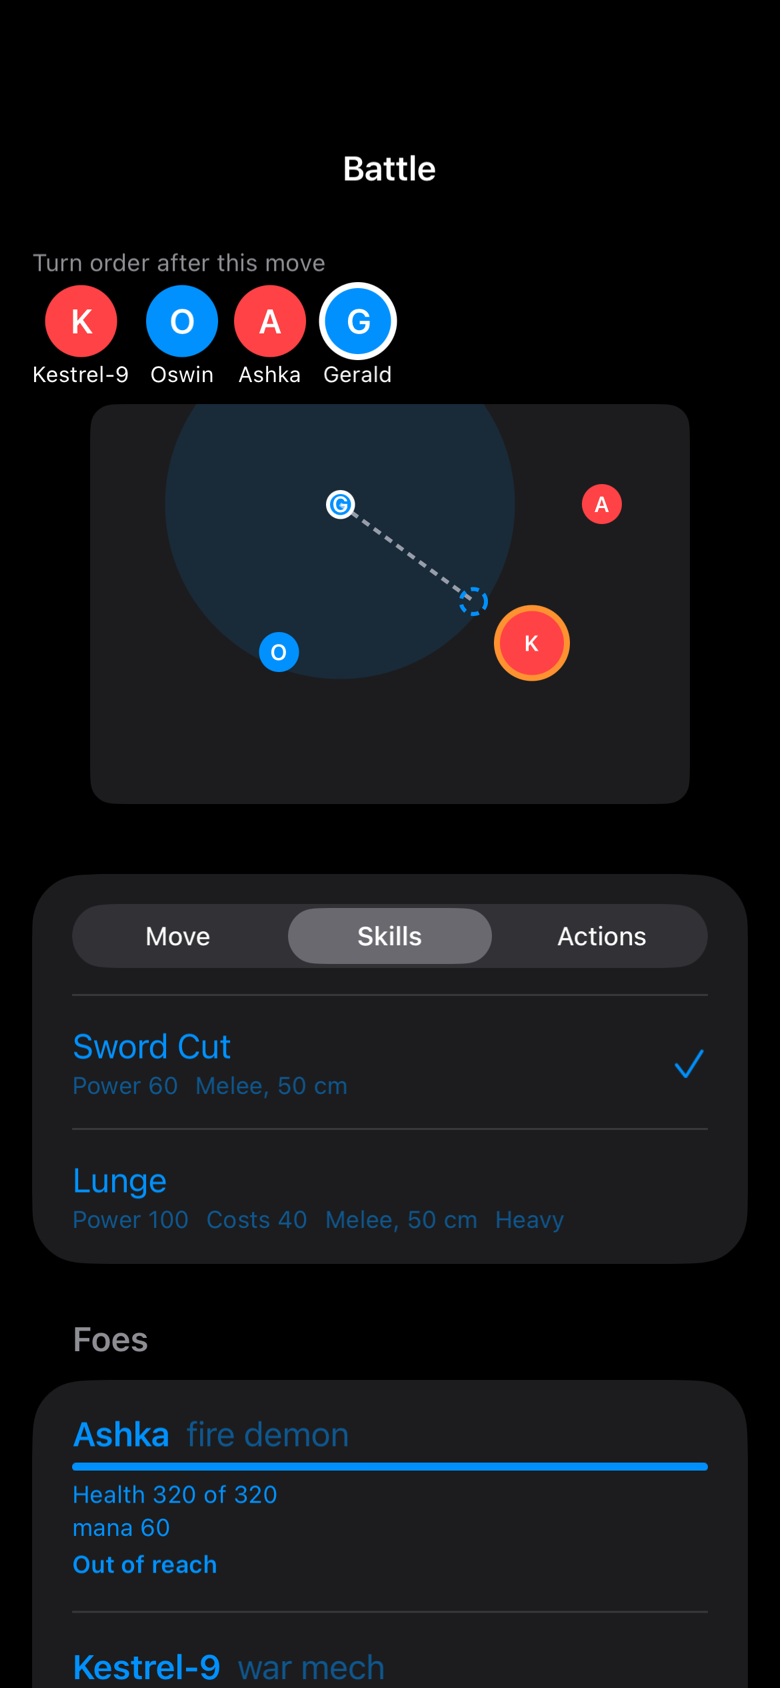 Battle
Turn order after this move
K O A G
Kestrel-9 Oswin Ashka Gerald
G
A
K
O
Move Skills Actions
Sword Cut
Power 60 Melee, 50 cm
Lunge
Power 100 Costs 40 Melee, 50 cm Heavy
Foes
Ashka fire demon
Health 320 of 320
mana 60
Out of reach
Kestrel-9 war mech